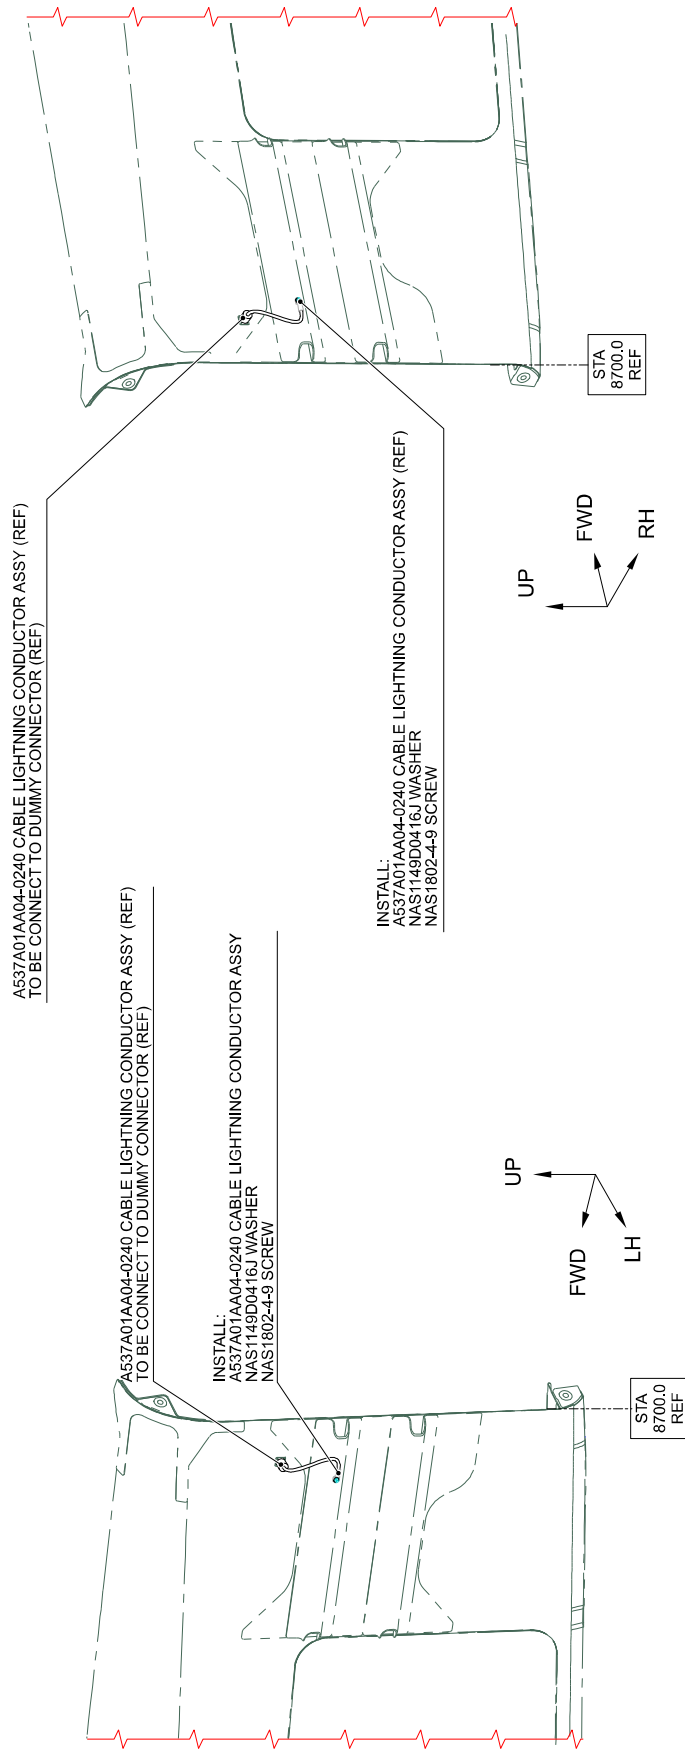 A537A01AA04-0240 CABLE LIGHTNING CONDUCTOR ASSY (REF)
TO BE CONNECT TO DUMMY CONNECTOR (REF)
INSTALL:
A537A01AA04-0240 CABLE LIGHTNING CONDUCTOR ASSY
NAS1149D0416J WASHER
NAS1802-4-9 SCREW
UP
FWD
LH
STA
8700.0
REF
A537A01AA04-0240 CABLE LIGHTNING CONDUCTOR ASSY (REF)
TO BE CONNECT TO DUMMY CONNECTOR (REF)
INSTALL:
A537A01AA04-0240 CABLE LIGHTNING CONDUCTOR ASSY (REF)
NAS1149D0416J WASHER
NAS1802-4-9 SCREW
UP
FWD
RH
STA
8700.0
REF